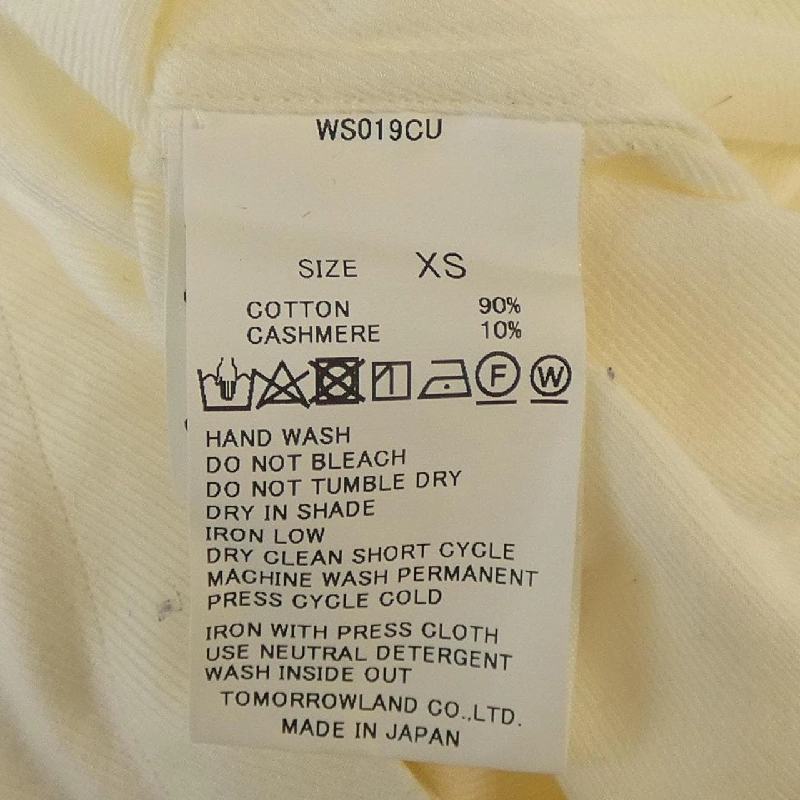 WS019CU
SIZE XS
COTTON 90%
CASHMERE 10%
F W
HAND WASH
DO NOT BLEACH
DO NOT TUMBLE DRY
DRY IN SHADE
IRON LOW
DRY CLEAN SHORT CYCLE
MACHINE WASH PERMANENT
PRESS CYCLE COLD
IRON WITH PRESS CLOTH
USE NEUTRAL DETERGENT
WASH INSIDE OUT
TOMORROWLAND CO.,LTD.
MADE IN JAPAN